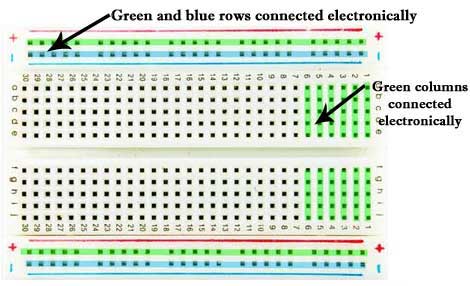 Green and blue rows connected electronically
+ +
- -
30 29 28 27 26 25 24 23 22 21 20 19 18 17 16 15 14 13 12 11 10 9 8 7 6 5 4 3 2 1
a
b b
c c
d d
e e
Green columns
connected
electronically
f f
g g
h h
i i
j j
30 29 28 27 26 25 24 23 22 21 20 19 18 17 16 15 14 13 12 11 10 9 8 7 6 5 4 3 2 1
+ +
- -